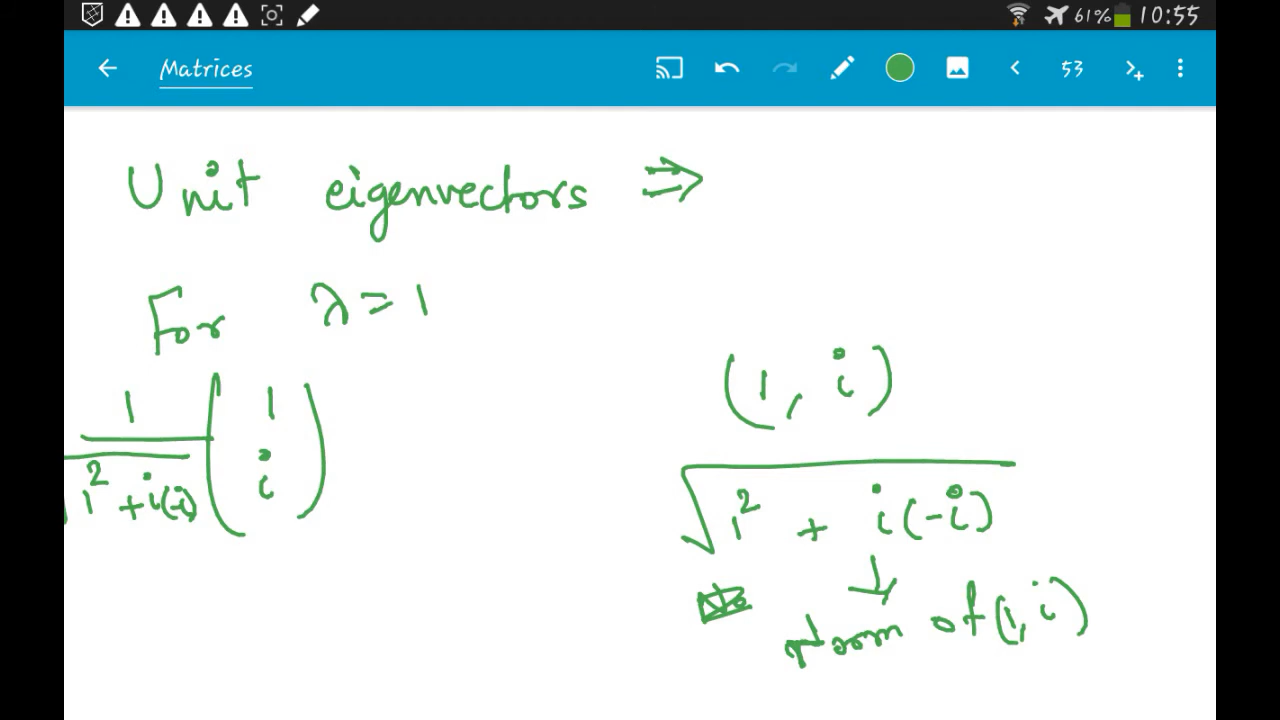 61% 10:55
Matrices 53
Unit eigenvectors ⇒
For λ = 1
1/√(1² + i(-i)) (1 i)
(1, i)
√(1² + i(-i))
↓
Norm of (1, i)